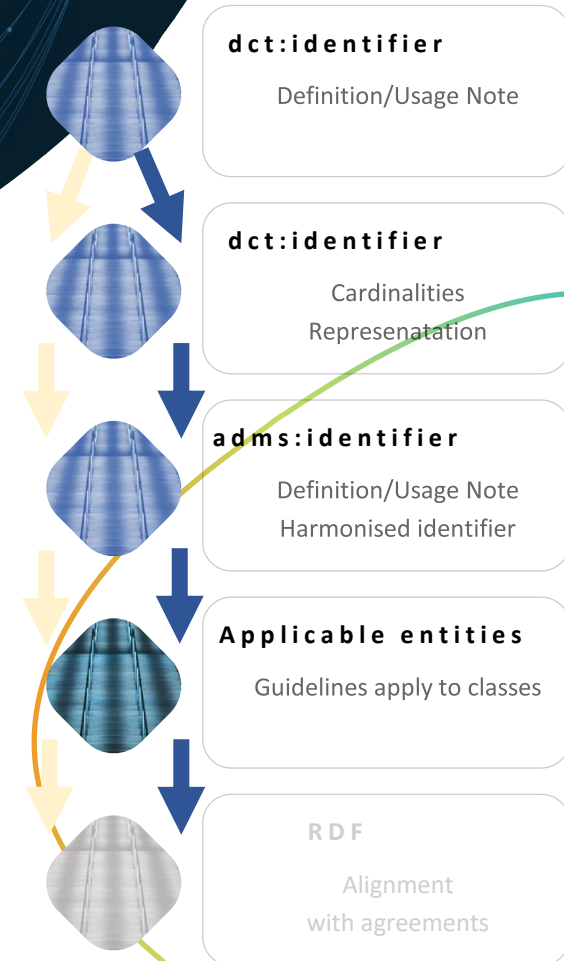 dct:identifier
Definition/Usage Note
dct:identifier
Cardinalities
Represenatation
adms:identifier
Definition/Usage Note
Harmonised identifier
Applicable entities
Guidelines apply to classes
RDF
Alignment
with agreements